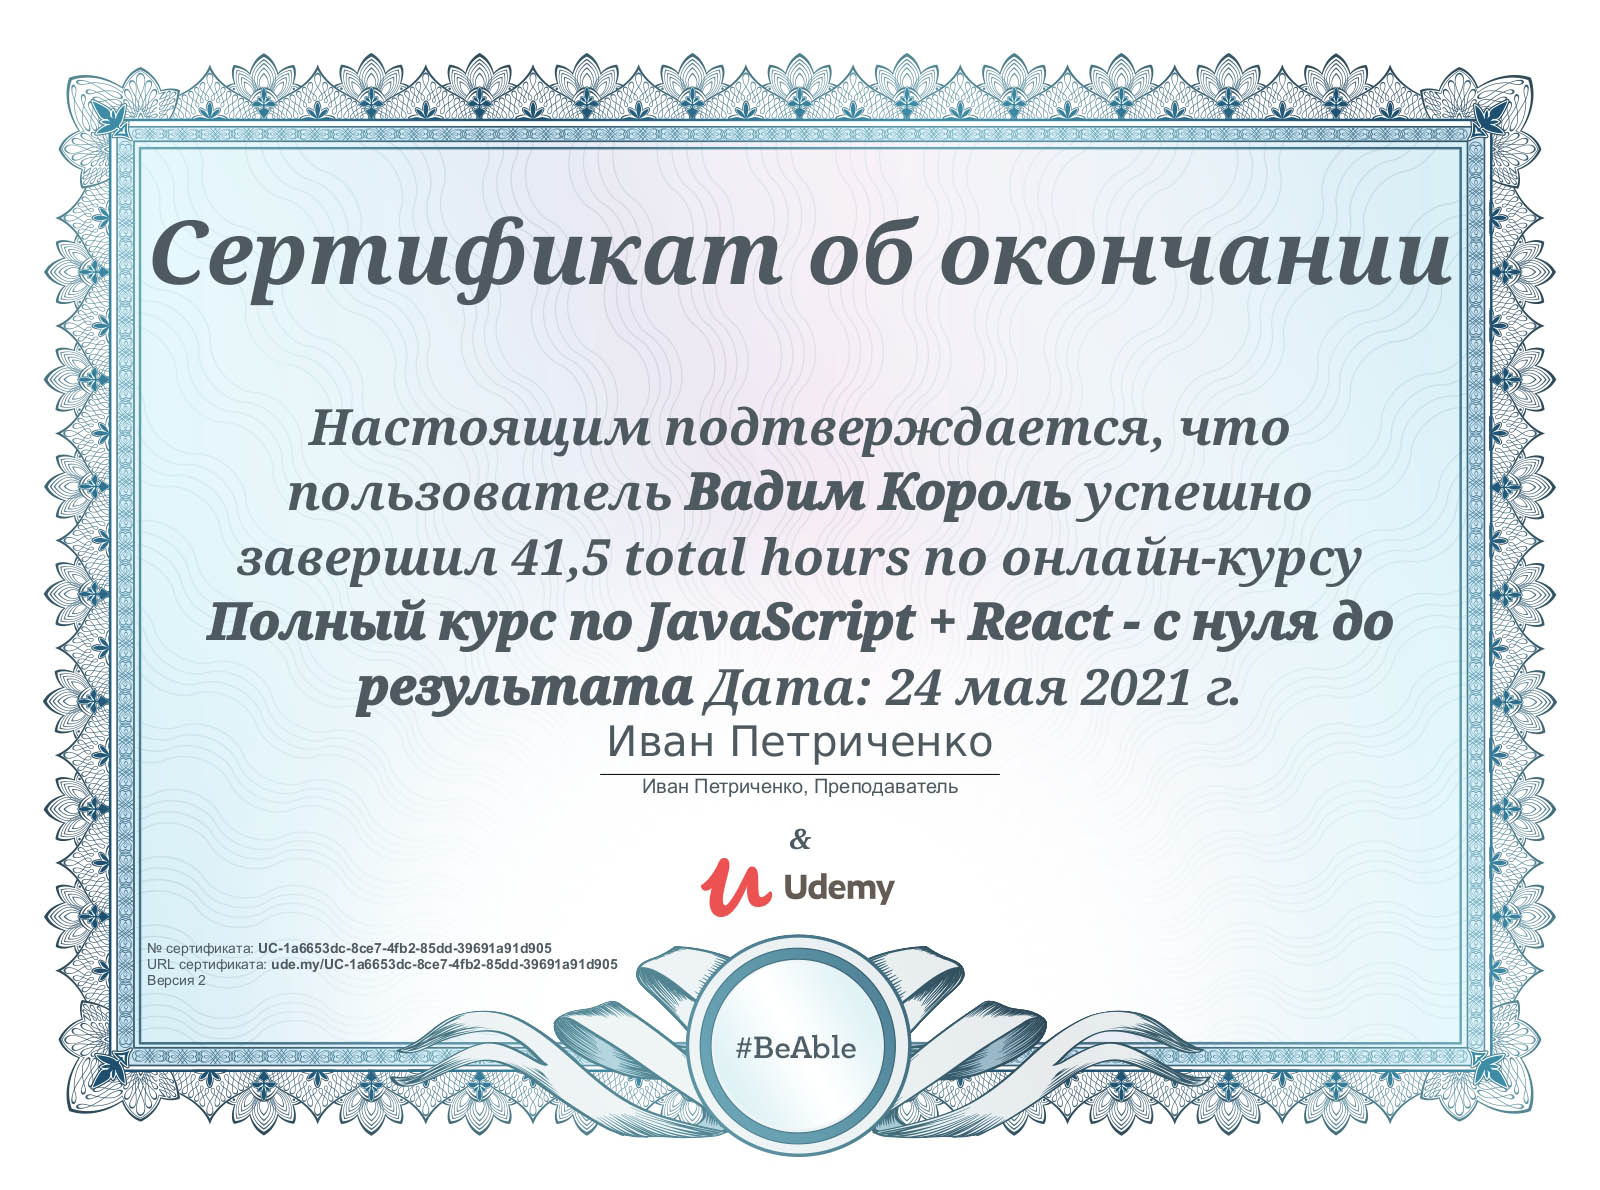 Сертификат об окончании
Настоящим подтверждается, что
пользователь Вадим Король успешно
завершил 41,5 total hours по онлайн-курсу
Полный курс по JavaScript + React - с нуля до
результата Дата: 24 мая 2021 г.
Иван Петриченко
Иван Петриченко, Преподаватель
&
Udemy
№ сертификата: UC-1a6653dc-8ce7-4fb2-85dd-39691a91d905
URL сертификата: ude.my/UC-1a6653dc-8ce7-4fb2-85dd-39691a91d905
Версия 2
#BeAble